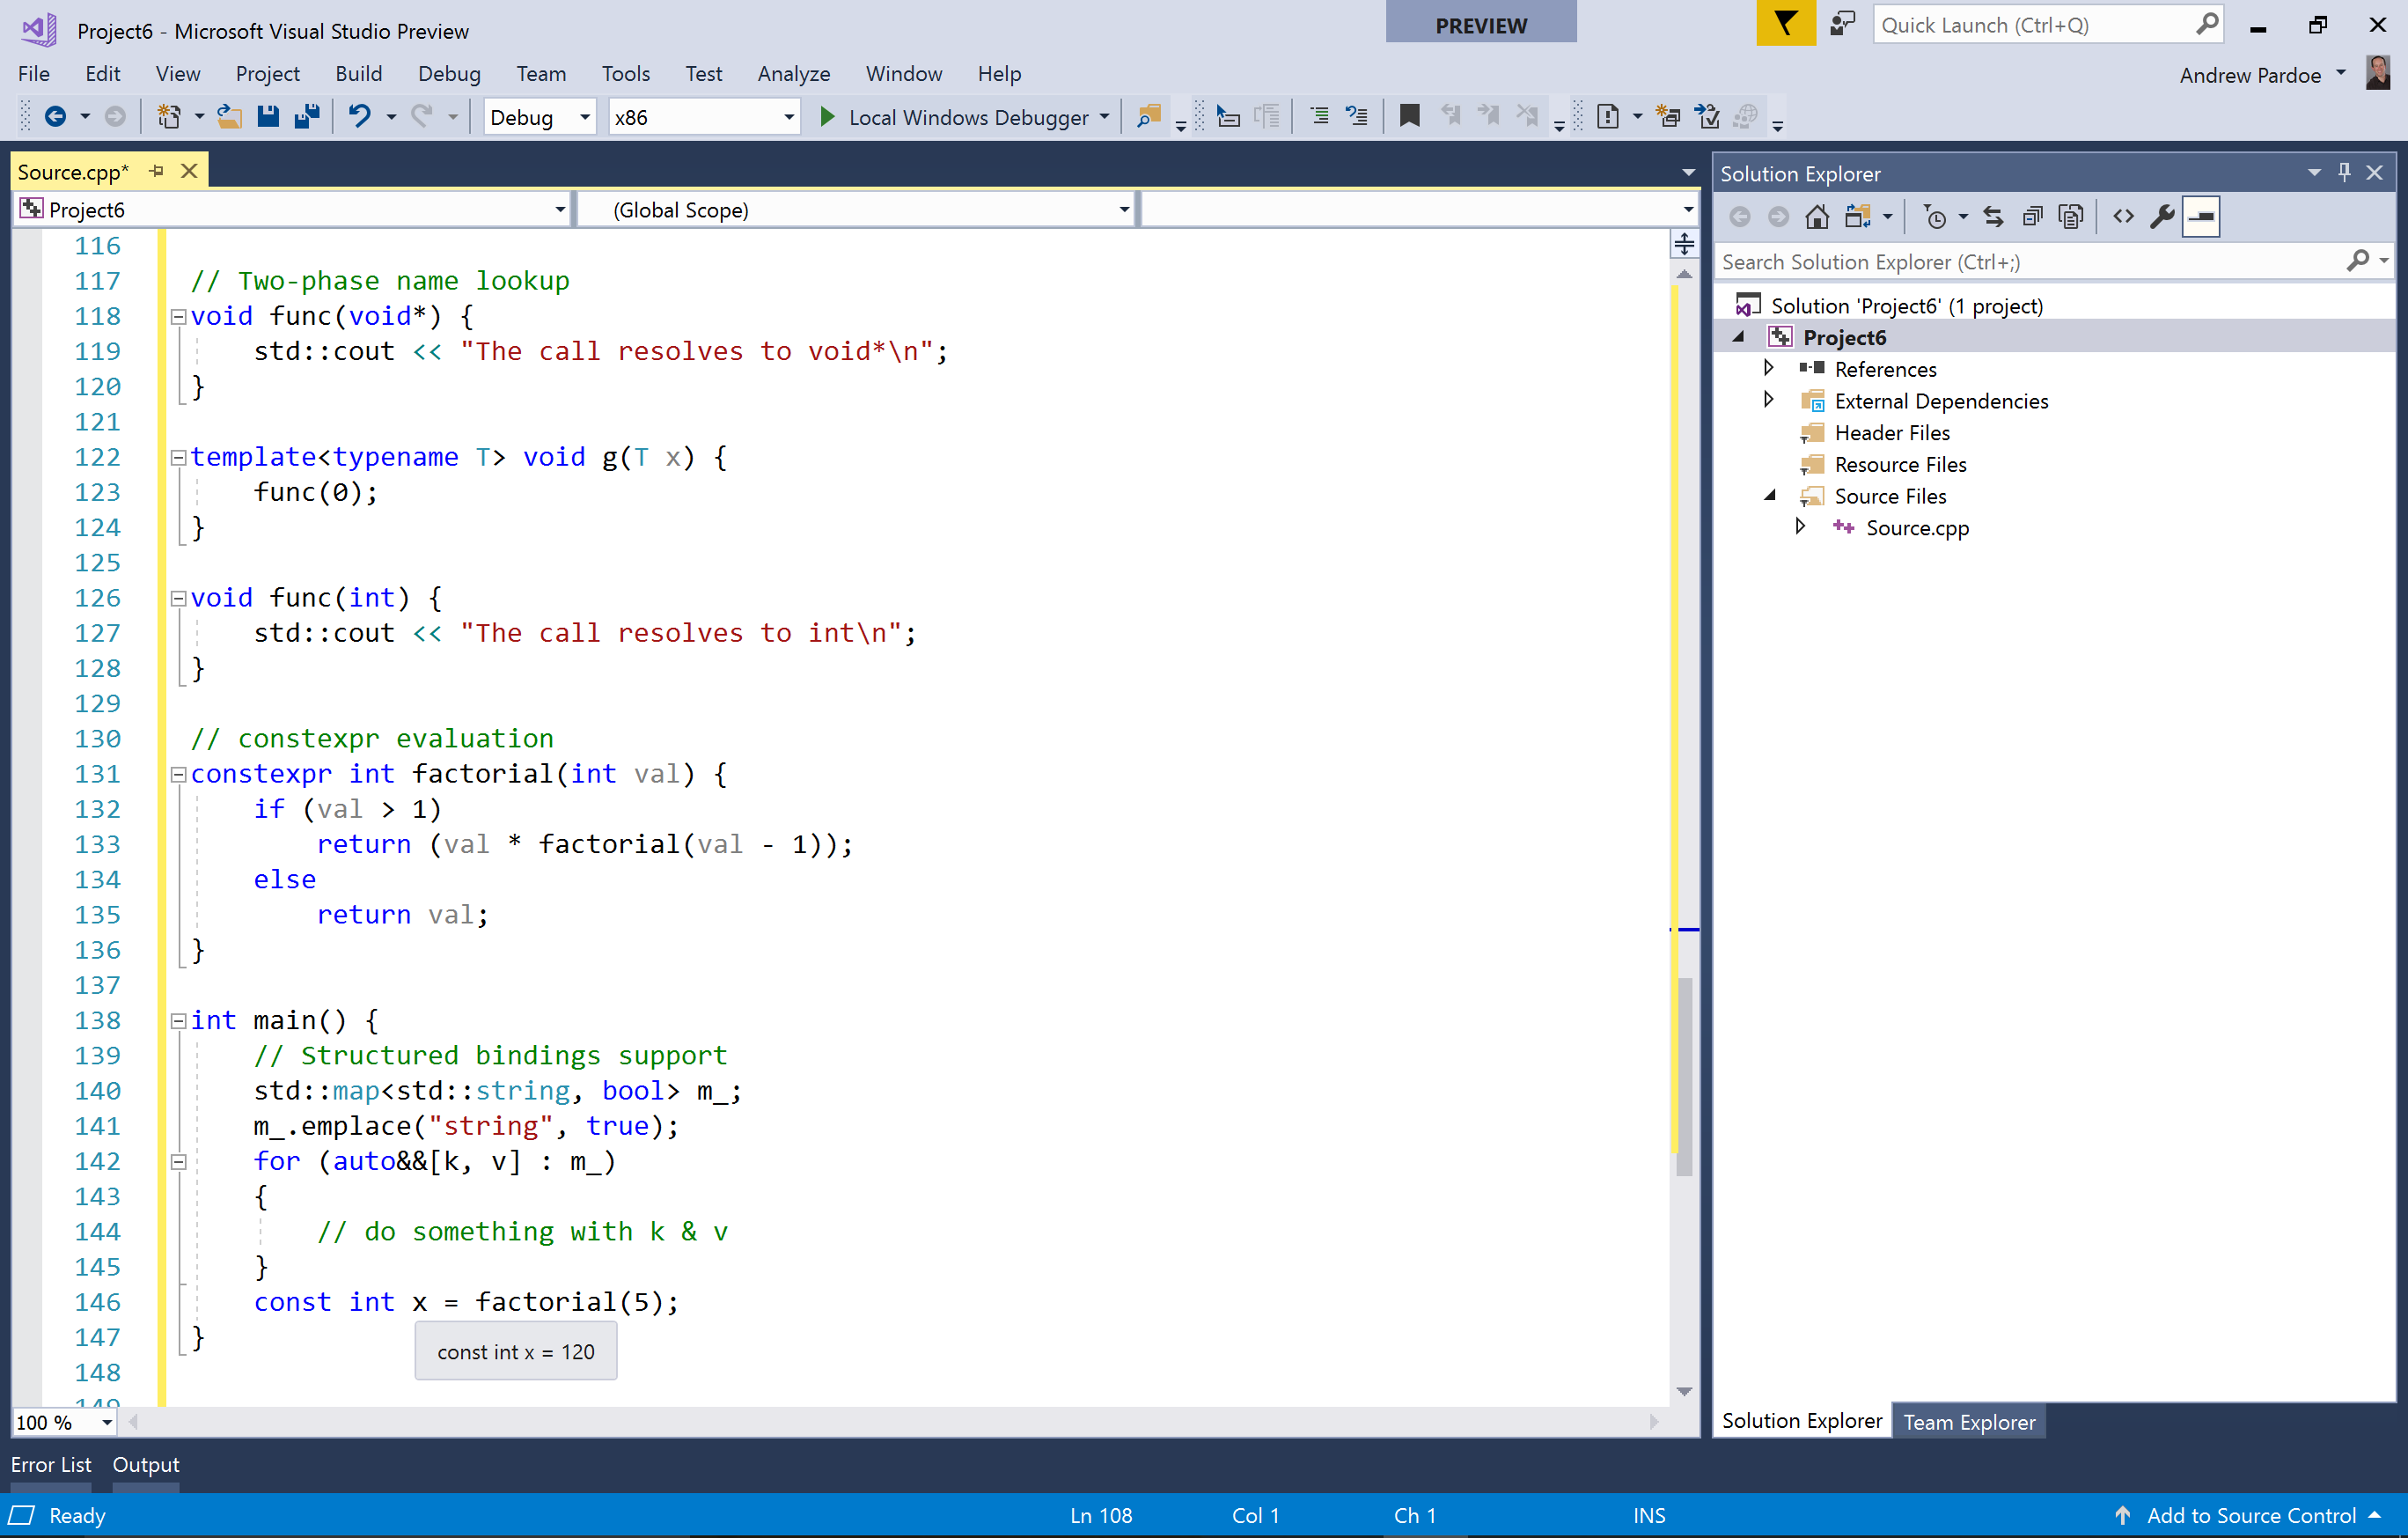 Project6 - Microsoft Visual Studio Preview
PREVIEW
Quick Launch (Ctrl+Q)
File Edit View Project Build Debug Team Tools Test Analyze Window Help
Andrew Pardoe
Debug x86 Local Windows Debugger
Source.cpp*
Project6 (Global Scope)
116
117 // Two-phase name lookup
118 void func(void*) {
119     std::cout << "The call resolves to void*\n";
120 }
121
122 template<typename T> void g(T x) {
123     func(0);
124 }
125
126 void func(int) {
127     std::cout << "The call resolves to int\n";
128 }
129
130 // constexpr evaluation
131 constexpr int factorial(int val) {
132     if (val > 1)
133         return (val * factorial(val - 1));
134     else
135         return val;
136 }
137
138 int main() {
139     // Structured bindings support
140     std::map<std::string, bool> m_;
141     m_.emplace("string", true);
142     for (auto&&[k, v] : m_)
143     {
144         // do something with k & v
145     }
146     const int x = factorial(5);
147 }
const int x = 120
148
149
100 %
Solution Explorer
Search Solution Explorer (Ctrl+;)
Solution 'Project6' (1 project)
Project6
References
External Dependencies
Header Files
Resource Files
Source Files
Source.cpp
Solution Explorer Team Explorer
Error List Output
Ready Ln 108 Col 1 Ch 1 INS Add to Source Control